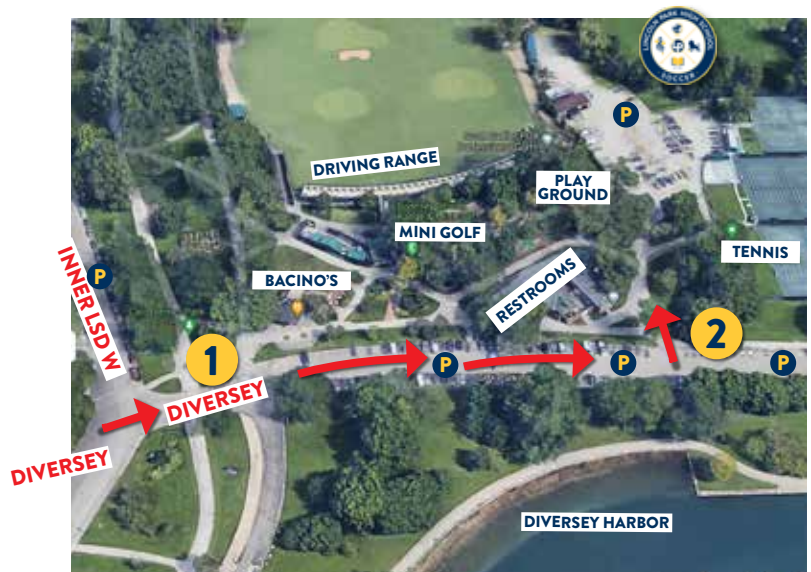 LINCOLN PARK HIGH SCHOOL
LP
SOCCER
P
DRIVING RANGE
PLAY
GROUND
MINI GOLF
TENNIS
INNER LSD W
P
BACINO'S
RESTROOMS
1
2
P
P
P
DIVERSEY
DIVERSEY
DIVERSEY HARBOR